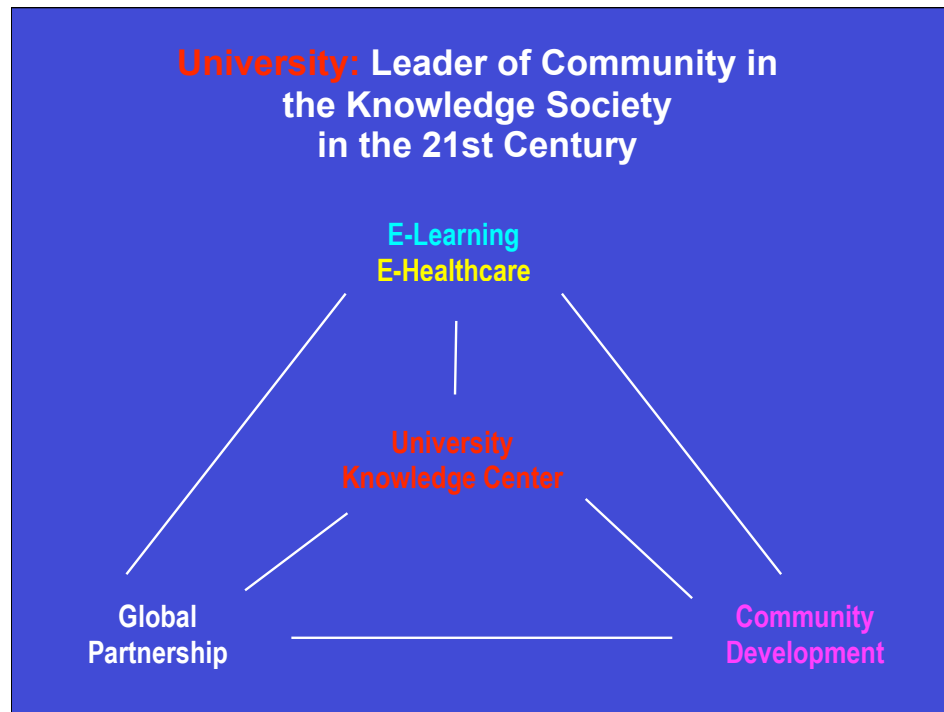 University: Leader of Community in
the Knowledge Society
in the 21st Century
E-Learning
E-Healthcare
University
Knowledge Center
Global
Partnership
Community
Development